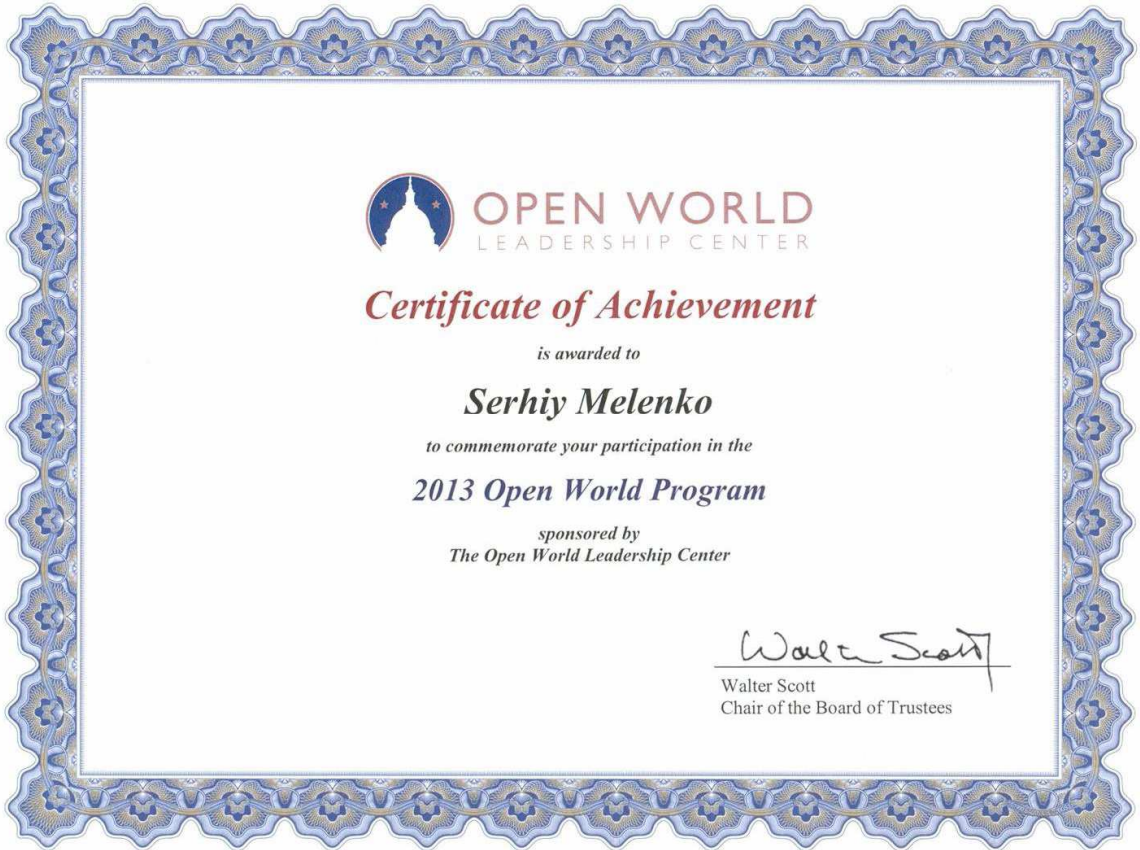 OPEN WORLD
LEADERSHIP CENTER
Certificate of Achievement
is awarded to
Serhiy Melenko
to commemorate your participation in the
2013 Open World Program
sponsored by
The Open World Leadership Center
Walter Scott
Walter Scott
Chair of the Board of Trustees